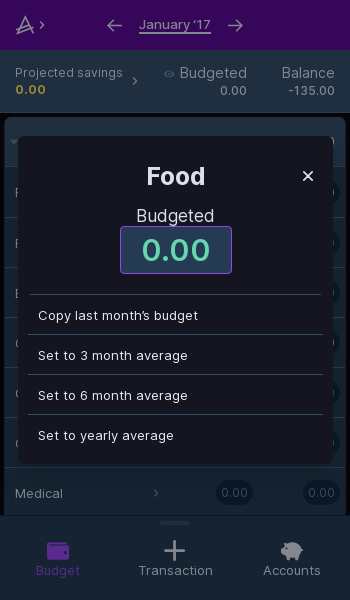 January ‘17
Projected savings
0.00
Budgeted
0.00
Balance
-135.00
Food
Budgeted
0.00
Copy last month’s budget
Set to 3 month average
Set to 6 month average
Set to yearly average
Medical
0.00
0.00
Budget
Transaction
Accounts